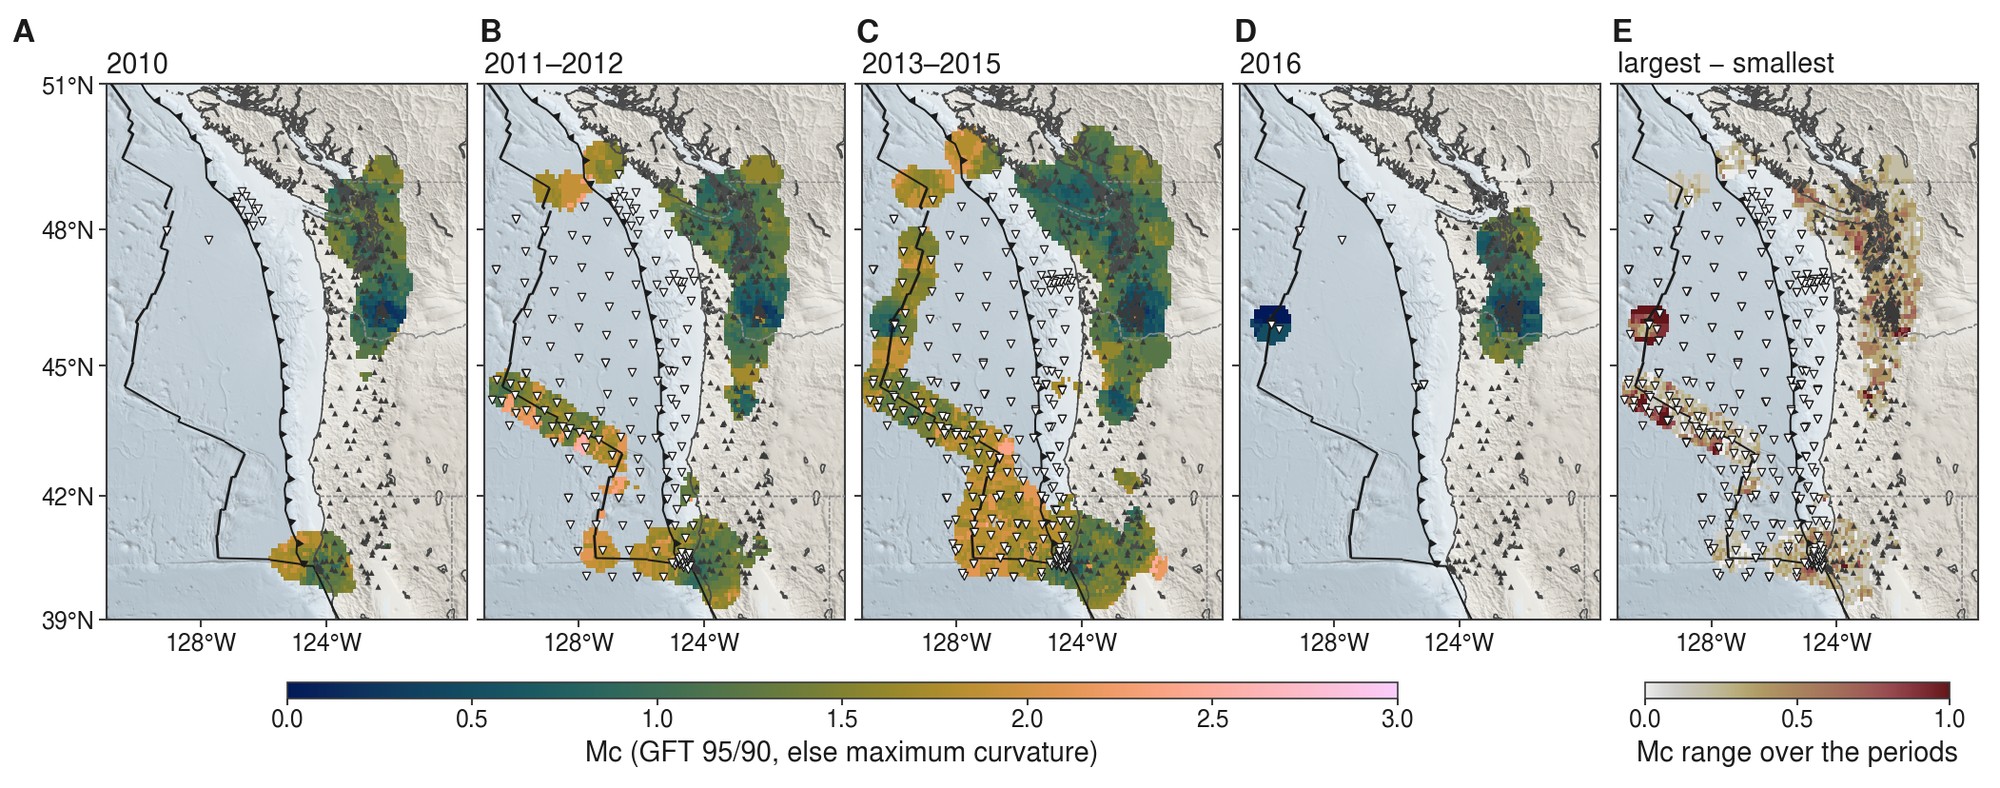 A B C D E
2010 2011–2012 2013–2015 2016 largest – smallest
51°N
48°N
45°N
42°N
39°N
128°W 124°W 128°W 124°W 128°W 124°W 128°W 124°W 128°W 124°W
0.0 0.5 1.0 1.5 2.0 2.5 3.0 0.0 0.5 1.0
Mc (GFT 95/90, else maximum curvature) Mc range over the periods